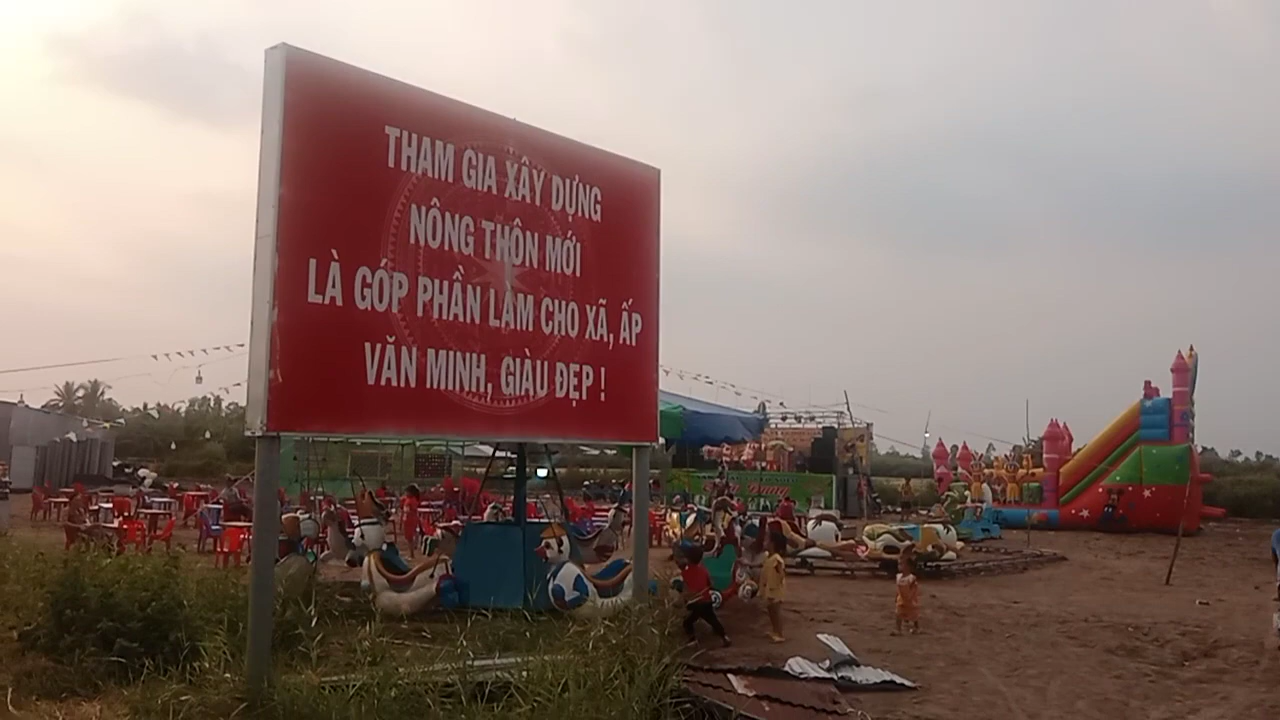 THAM GIA XÂY DỰNG
NÔNG THÔN MỚI
LÀ GÓP PHẦN LÀM CHO XÃ, ẤP
VĂN MINH, GIÀU ĐẸP !